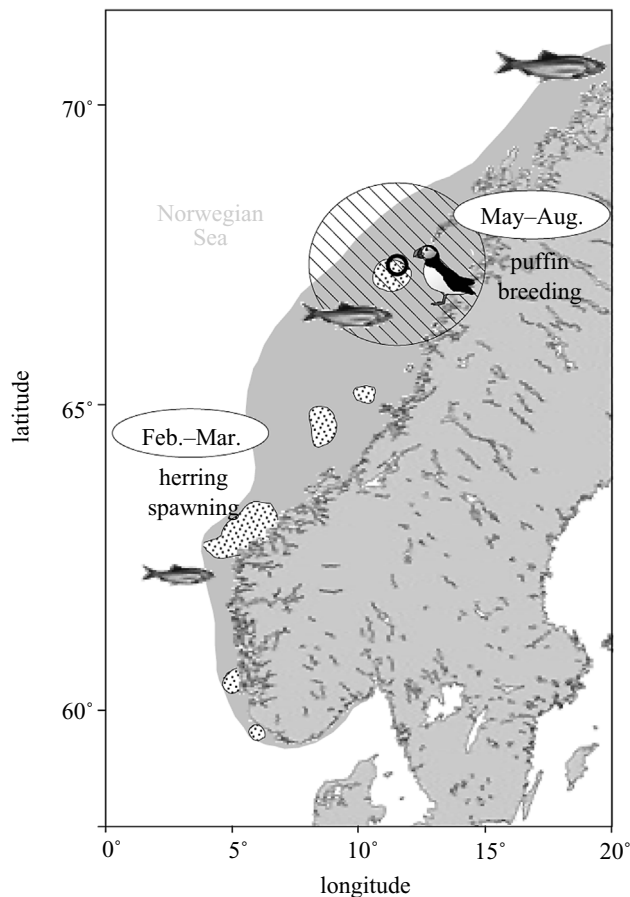 70°
Norwegian
Sea
May–Aug.
puffin
breeding
latitude
65°
Feb.–Mar.
herring
spawning
60°
0°
5°
10°
15°
20°
longitude